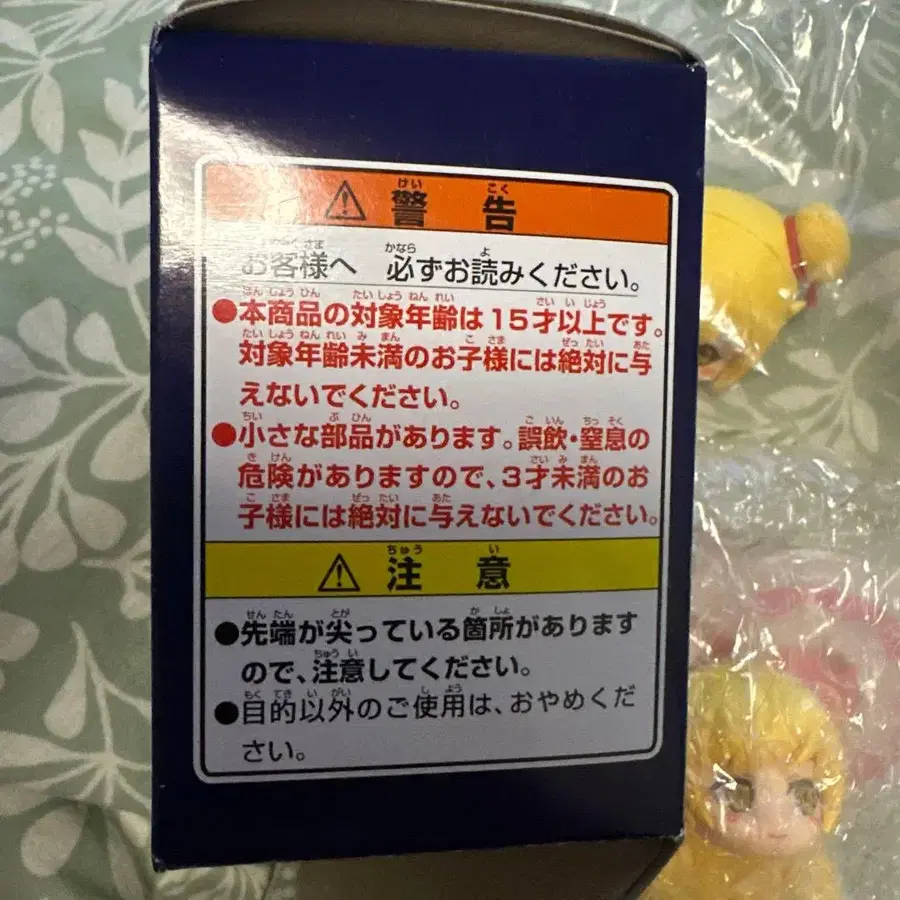 警告
お客様へ 必ずお読みください。
●本商品の対象年齢は15才以上です。
対象年齢未満のお子様には絶対に与
えないでください。
●小さな部品があります。誤飲・窒息の
危険がありますので、3才未満のお
子様には絶対に与えないでください。
注意
●先端が尖っている箇所があります
ので、注意してください。
●目的以外のご使用は、おやめくだ
さい。